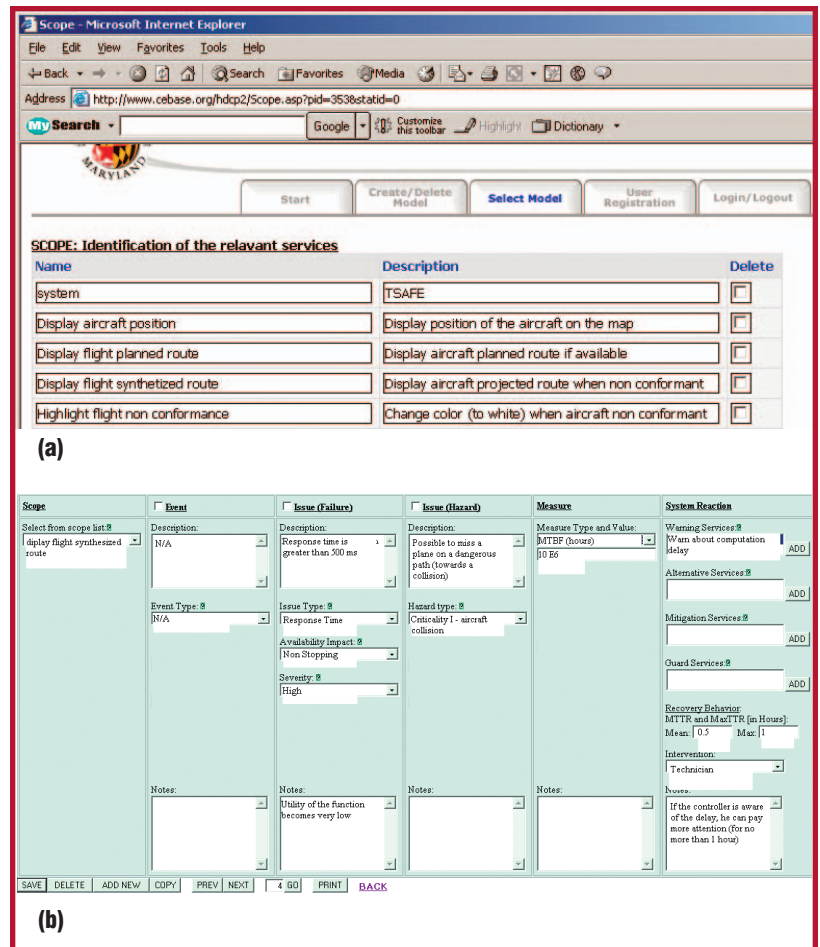 Scope - Microsoft Internet Explorer
File Edit View Favorites Tools Help
Back Search Favorites Media
Address http://www.cebase.org/hdcp2/Scope.asp?pid=353&statid=0
My Search Google Customize this toolbar Highlight Dictionary
MARYLAND
Start Create/Delete Model Select Model User Registration Login/Logout
SCOPE: Identification of the relavant services
Name Description Delete
system TSAFE
Display aircraft position Display position of the aircraft on the map
Display flight planned route Display aircraft planned route if available
Display flight synthetized route Display aircraft projected route when non conformant
Highlight flight non conformance Change color (to white) when aircraft non conformant
(a)
Scope Event Issue (Failure) Issue (Hazard) Measure System Reaction
Select from scope list:?
diplay flight synthesized route
Description:
N/A
Event Type: ?
N/A
Notes:
Description:
Response time is 1
greater than 500 ms
Issue Type: ?
Response Time
Availability Impact: ?
Non Stopping
Severity: ?
High
Notes:
Utility of the function
becomes very low
Description:
Possible to miss a
plane on a dangerous
path (towards a
collision)
Hazard type: ?
Criticality I - aircraft
collision
Notes:
Measure Type and Value:
MTBF (hours)
10 E6
Notes:
Warning Services:?
Warn about computation
delay
ADD
Alternative Services:?
ADD
Mitigation Services:?
ADD
Guard Services:?
ADD
Recovery Behavior:
MTTR and MaxTTR [in Hours]:
Mean: 0.5 Max: 1
Intervention:
Technician
Notes:
If the controller is aware
of the delay, he can pay
more attention (for no
more than 1 hour)
SAVE DELETE ADD NEW COPY PREV NEXT 4 GO PRINT BACK
(b)